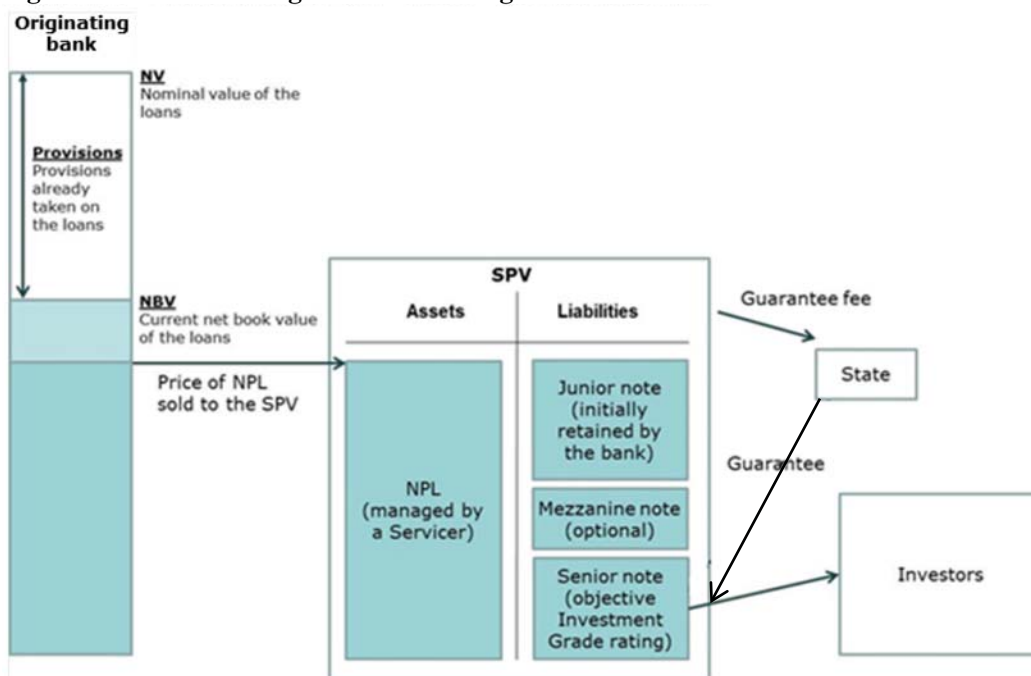 Originating
bank
NV
Nominal value of the
loans
Provisions
Provisions
already
taken on
the loans
NBV
Current net book value
of the loans
Price of NPL
sold to the SPV
SPV
Assets
Liabilities
NPL
(managed by
a Servicer)
Junior note
(initially
retained by
the bank)
Mezzanine note
(optional)
Senior note
(objective
Investment
Grade rating)
Guarantee fee
State
Guarantee
Investors